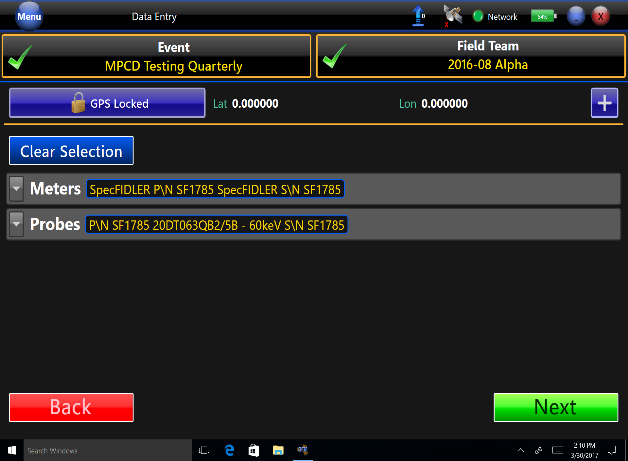 Menu
Data Entry
Network
54%
X
Event
MPCD Testing Quarterly
Field Team
2016-08 Alpha
GPS Locked
Lat 0.000000
Lon 0.000000
+
Clear Selection
Meters
SpecFIDLER P\N SF1785 SpecFIDLER S\N SF1785
Probes
P\N SF1785 20DT063QB2/5B - 60keV S\N SF1785
Back
Next
Search Windows
2:10 PM
3/30/2017